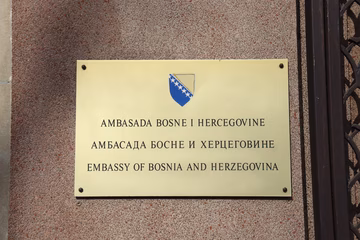 AMBASADA BOSNE I HERCEGOVINE
АМБАСАДА БОСНЕ И ХЕРЦЕГОВИНЕ
EMBASSY OF BOSNIA AND HERZEGOVINA